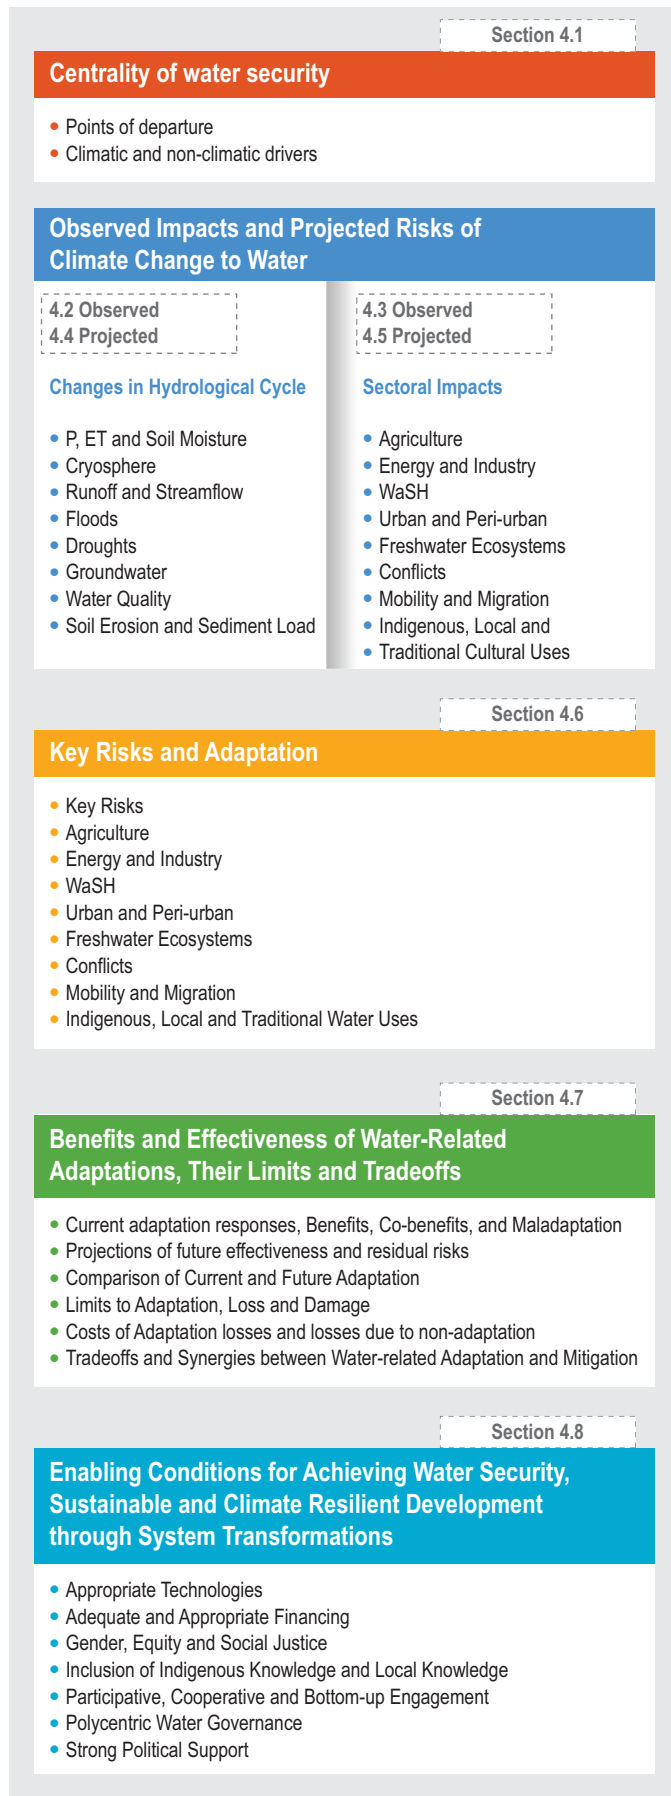 Section 4.1
Centrality of water security
• Points of departure
• Climatic and non-climatic drivers
Observed Impacts and Projected Risks of
Climate Change to Water
4.2 Observed
4.4 Projected
Changes in Hydrological Cycle
• P, ET and Soil Moisture
• Cryosphere
• Runoff and Streamflow
• Floods
• Droughts
• Groundwater
• Water Quality
• Soil Erosion and Sediment Load
4.3 Observed
4.5 Projected
Sectoral Impacts
• Agriculture
• Energy and Industry
• WaSH
• Urban and Peri-urban
• Freshwater Ecosystems
• Conflicts
• Mobility and Migration
• Indigenous, Local and
• Traditional Cultural Uses
Section 4.6
Key Risks and Adaptation
• Key Risks
• Agriculture
• Energy and Industry
• WaSH
• Urban and Peri-urban
• Freshwater Ecosystems
• Conflicts
• Mobility and Migration
• Indigenous, Local and Traditional Water Uses
Section 4.7
Benefits and Effectiveness of Water-Related
Adaptations, Their Limits and Tradeoffs
• Current adaptation responses, Benefits, Co-benefits, and Maladaptation
• Projections of future effectiveness and residual risks
• Comparison of Current and Future Adaptation
• Limits to Adaptation, Loss and Damage
• Costs of Adaptation losses and losses due to non-adaptation
• Tradeoffs and Synergies between Water-related Adaptation and Mitigation
Section 4.8
Enabling Conditions for Achieving Water Security,
Sustainable and Climate Resilient Development
through System Transformations
• Appropriate Technologies
• Adequate and Appropriate Financing
• Gender, Equity and Social Justice
• Inclusion of Indigenous Knowledge and Local Knowledge
• Participative, Cooperative and Bottom-up Engagement
• Polycentric Water Governance
• Strong Political Support